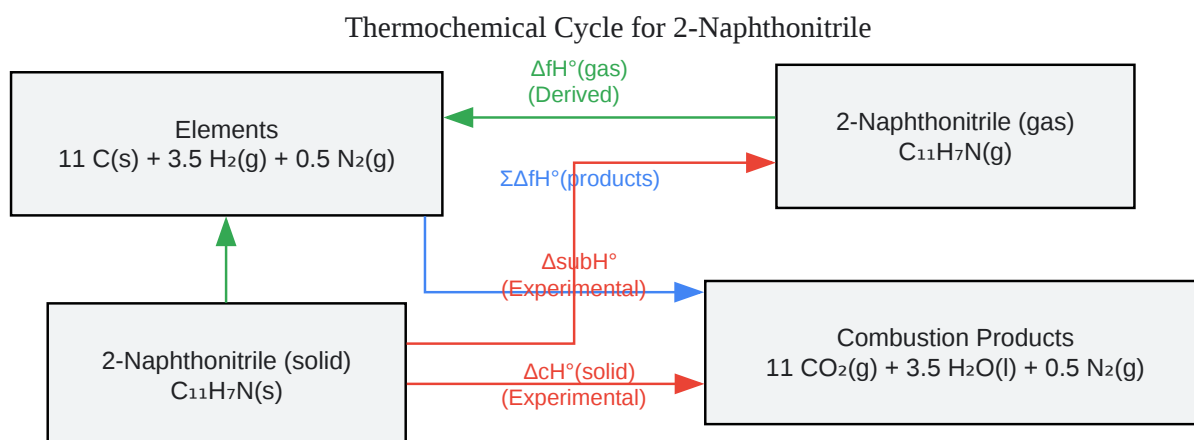 Thermochemical Cycle for 2-Naphthonitrile
ΔfH°(gas)
(Derived)
Elements
11 C(s) + 3.5 H₂(g) + 0.5 N₂(g)
2-Naphthonitrile (gas)
C₁₁H₇N(g)
ΣΔfH°(products)
ΔsubH°
(Experimental)
2-Naphthonitrile (solid)
C₁₁H₇N(s)
ΔcH°(solid)
(Experimental)
Combustion Products
11 CO₂(g) + 3.5 H₂O(l) + 0.5 N₂(g)